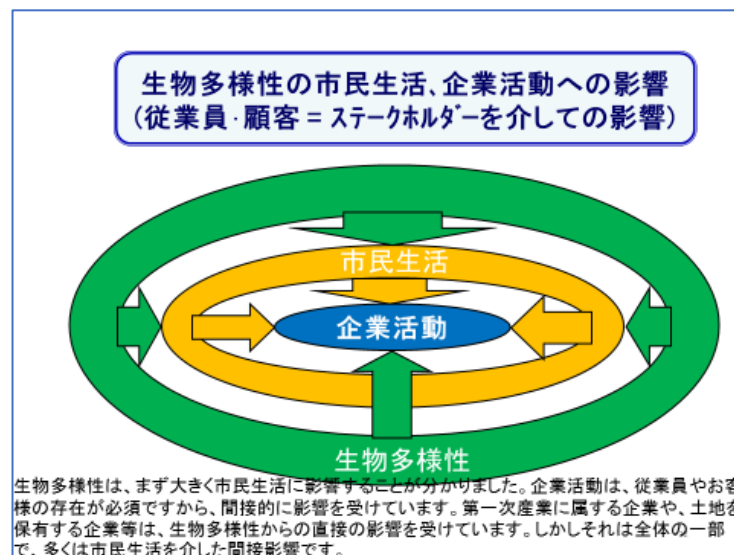 生物多様性の市民生活、企業活動への影響
(従業員・顧客 = ｽﾃｰｸﾎﾙﾀﾞｰを介しての影響)
市民生活
企業活動
生物多様性
生物多様性は、まず大きく市民生活に影響することが分かりました。企業活動は、従業員やお客
様の存在が必須ですから、間接的に影響を受けています。第一次産業に属する企業や、土地を
保有する企業等は、生物多様性からの直接の影響を受けています。しかしそれは全体の一部
で、多くは市民生活を介した間接影響です。